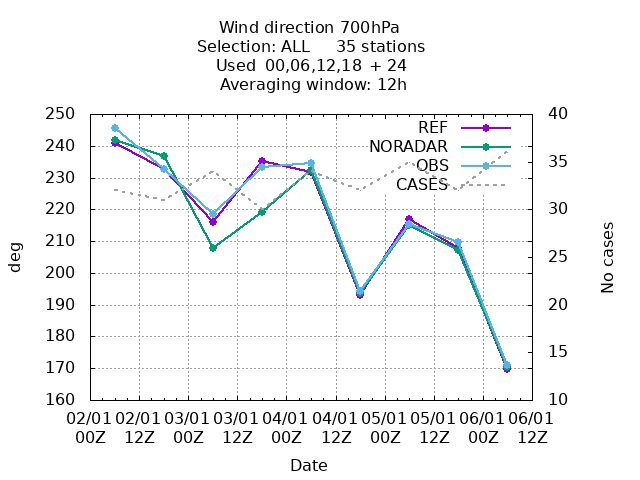 Wind direction 700hPa
Selection: ALL 35 stations
Used 00,06,12,18 + 24
Averaging window: 12h
250
240
230
220
210
200
190
180
170
160
deg
REF
NORADAR
OBS
CASES
40
35
30
25
20
15
10
No cases
02/01 02/01 03/01 03/01 04/01 04/01 05/01 05/01 06/01 06/01
00Z 12Z 00Z 12Z 00Z 12Z 00Z 12Z 00Z 12Z
Date